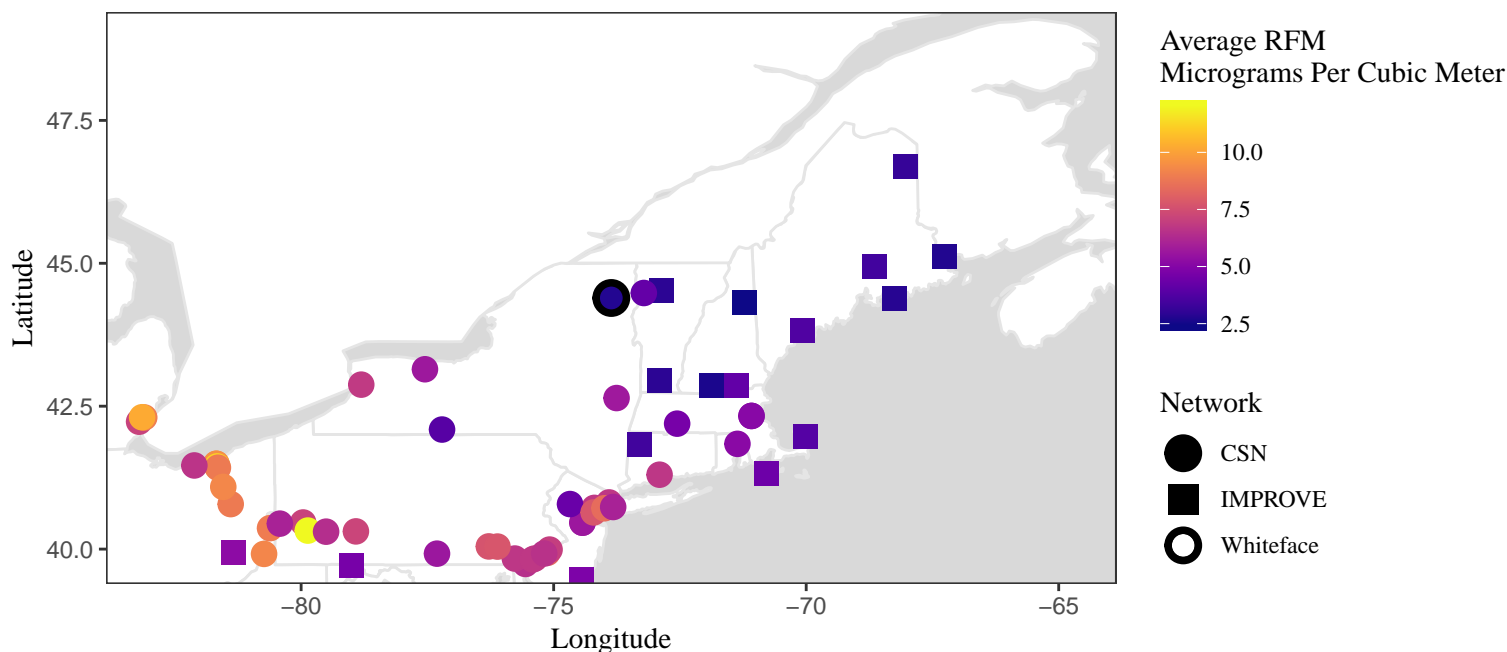 Average RFM
Micrograms Per Cubic Meter
10.0
7.5
5.0
2.5
Network
CSN
IMPROVE
Whiteface
Latitude
47.5
45.0
42.5
40.0
−80
−75
−70
−65
Longitude